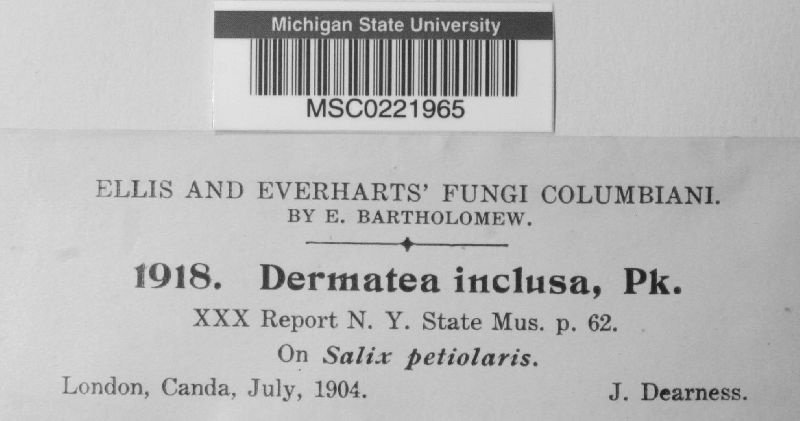 Michigan State University
MSC0221965
ELLIS AND EVERHARTS' FUNGI COLUMBIANI.
BY E. BARTHOLOMEW.
1918. Dermatea inclusa, Pk.
XXX Report N. Y. State Mus. p. 62.
On Salix petiolaris.
London, Canda, July, 1904. J. Dearness.